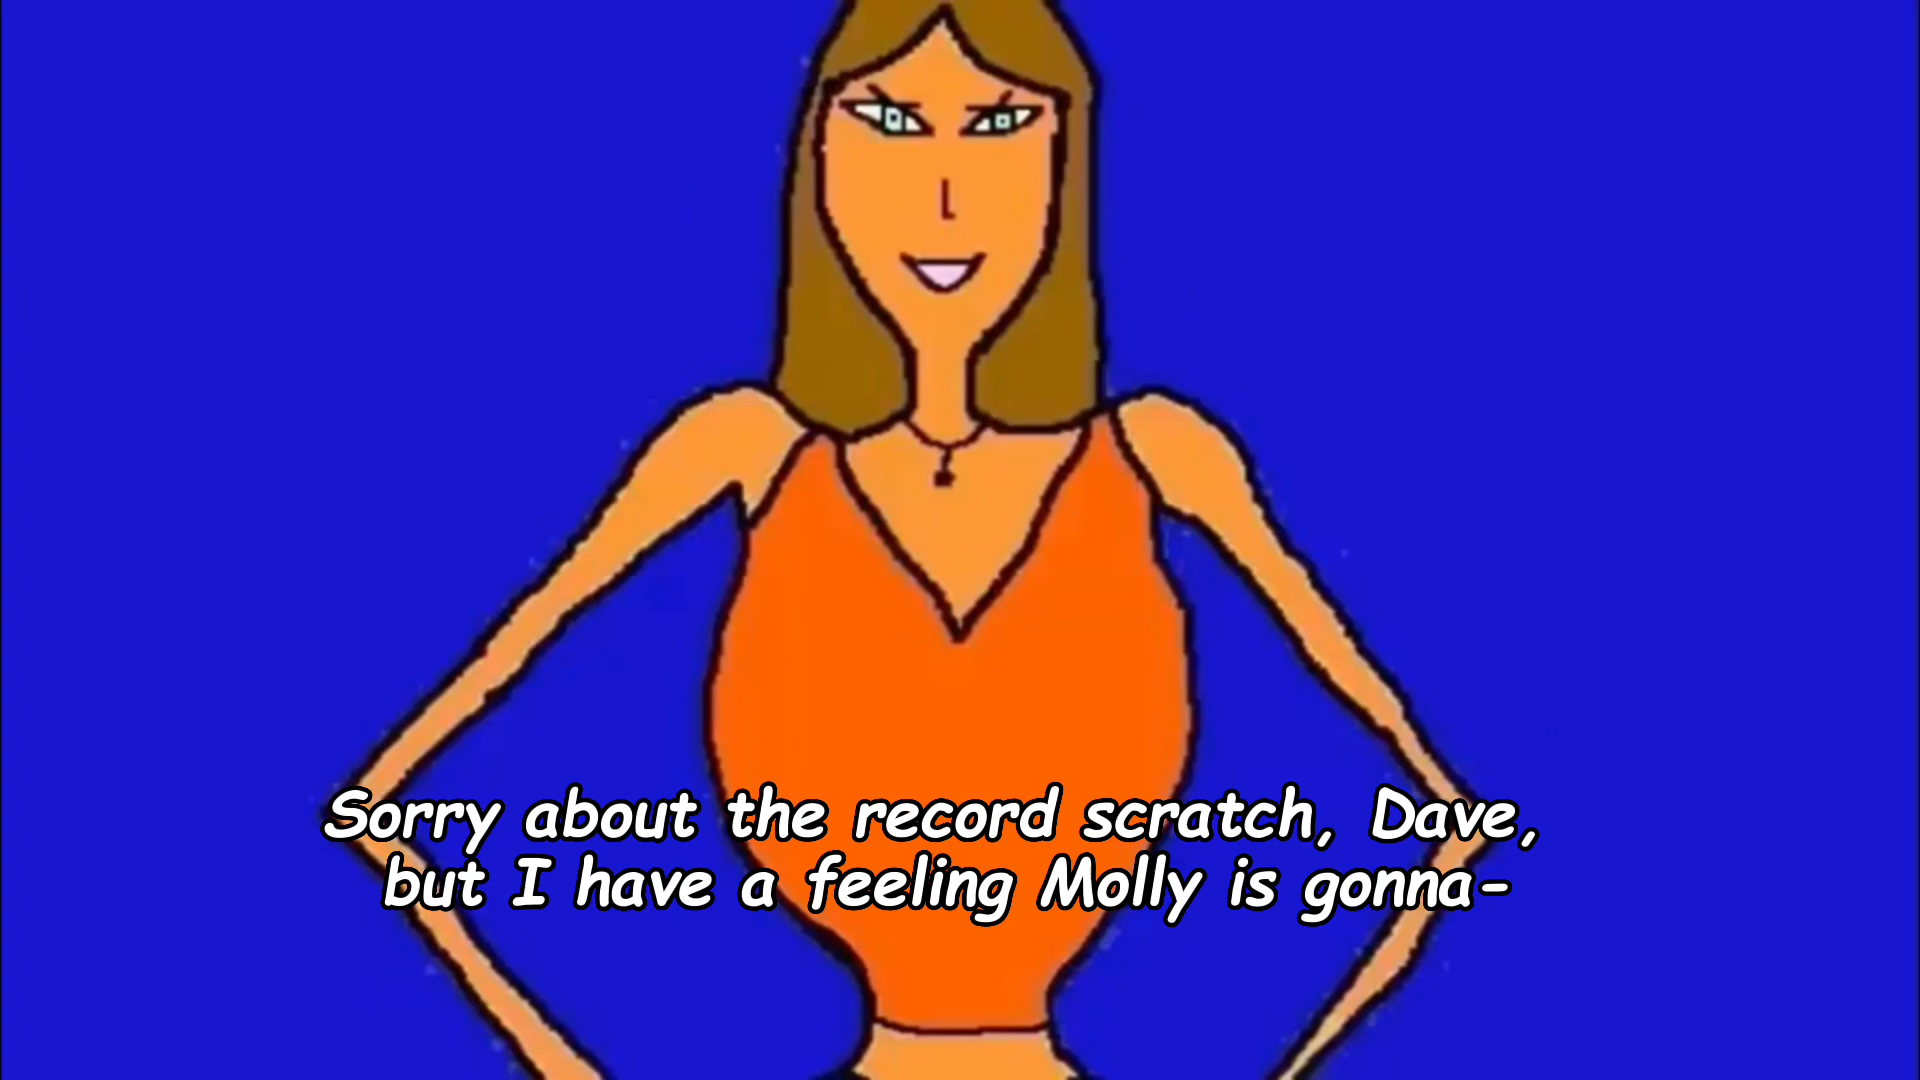 Sorry about the record scratch, Dave,
but I have a feeling Molly is gonna-